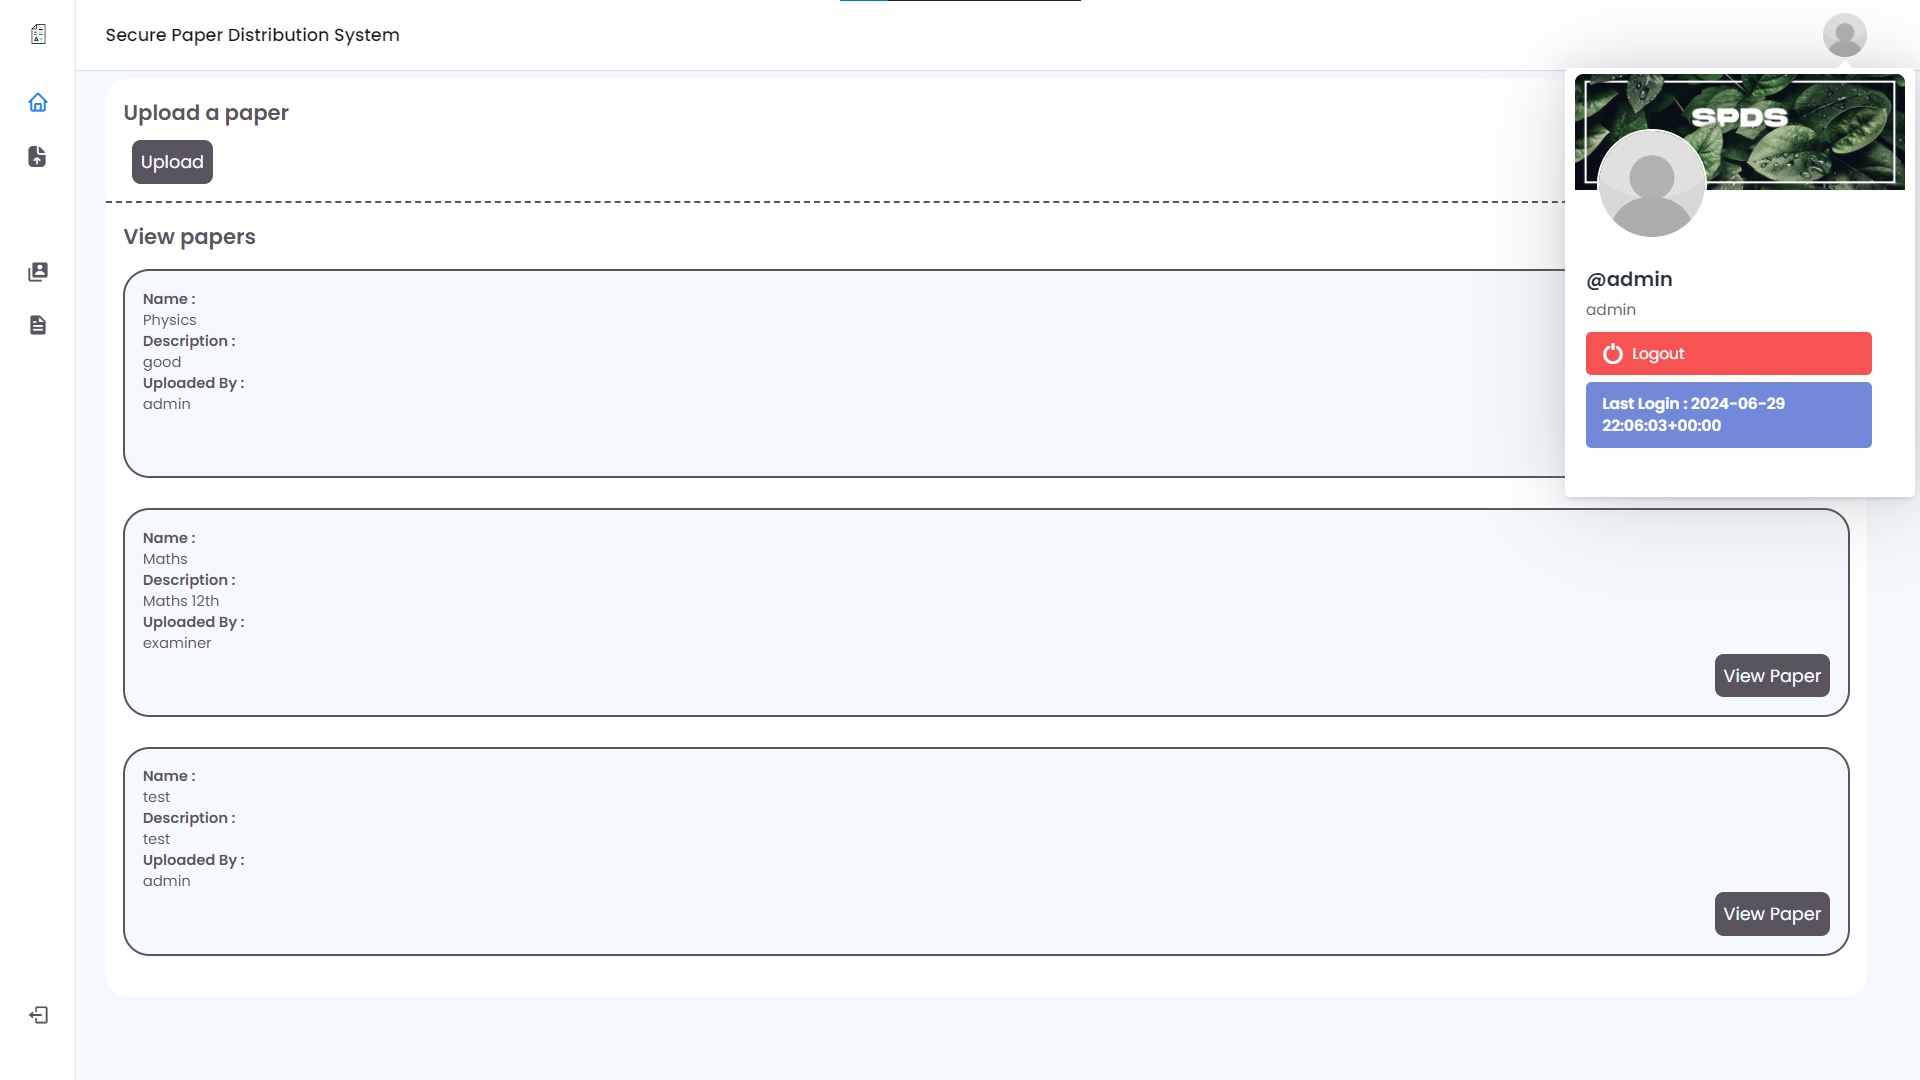 Secure Paper Distribution System
Upload a paper
Upload
View papers
Name :
Physics
Description :
good
Uploaded By :
admin
SPDS
@admin
admin
Logout
Last Login : 2024-06-29
22:06:03+00:00
Name :
Maths
Description :
Maths 12th
Uploaded By :
examiner
View Paper
Name :
test
Description :
test
Uploaded By :
admin
View Paper